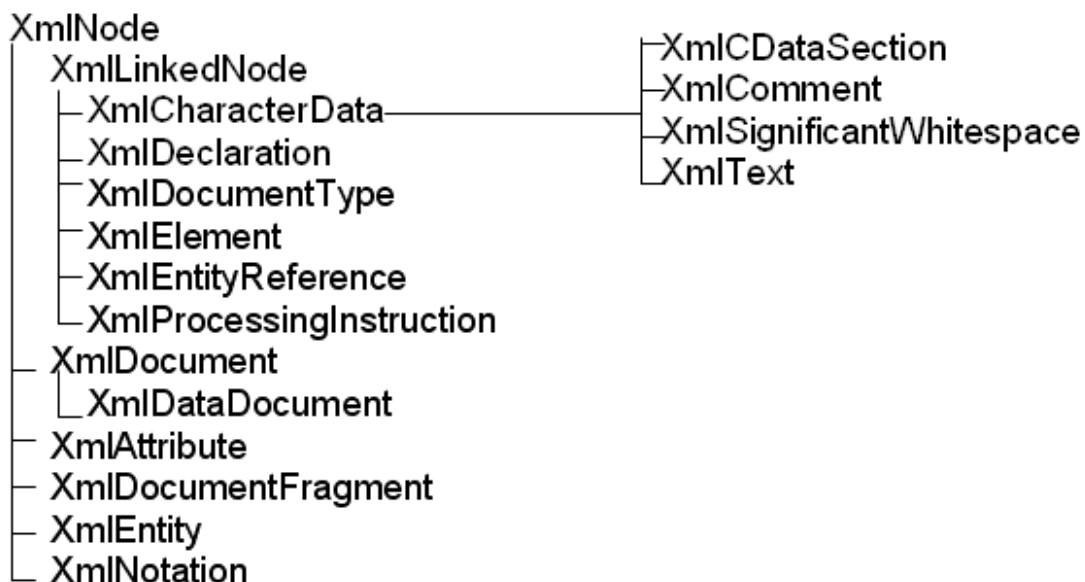 XmlNode
XmlLinkedNode
XmlCharacterData
XmlDeclaration
XmlDocumentType
XmlElement
XmlEntityReference
XmlProcessingInstruction
XmlDocument
XmlDataDocument
XmlAttribute
XmlDocumentFragment
XmlEntity
XmlNotation
XmlCDataSection
XmlComment
XmlSignificantWhitespace
XmlText